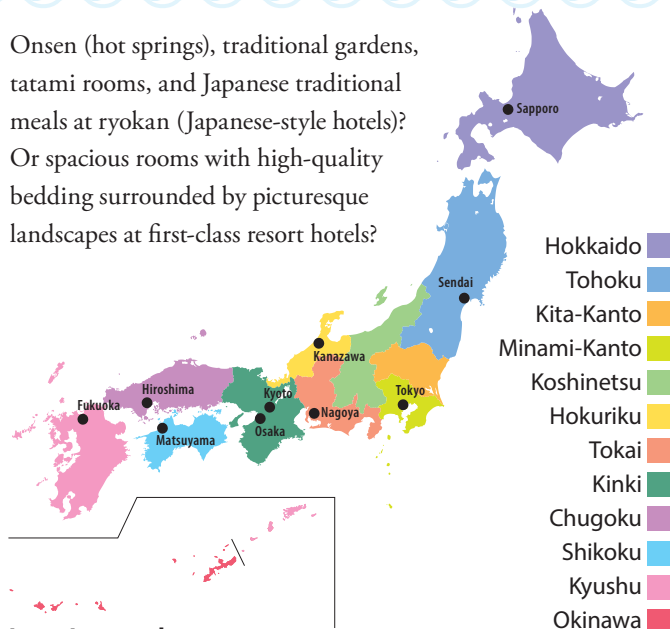 Onsen (hot springs), traditional gardens,
tatami rooms, and Japanese traditional
meals at ryokan (Japanese-style hotels)?
Or spacious rooms with high-quality
bedding surrounded by picturesque
landscapes at first-class resort hotels?
Sapporo
Sendai
Kanazawa
Tokyo
Nagoya
Kyoto
Osaka
Hiroshima
Fukuoka
Matsuyama
Hokkaido
Tohoku
Kita-Kanto
Minami-Kanto
Koshinetsu
Hokuriku
Tokai
Kinki
Chugoku
Shikoku
Kyushu
Okinawa